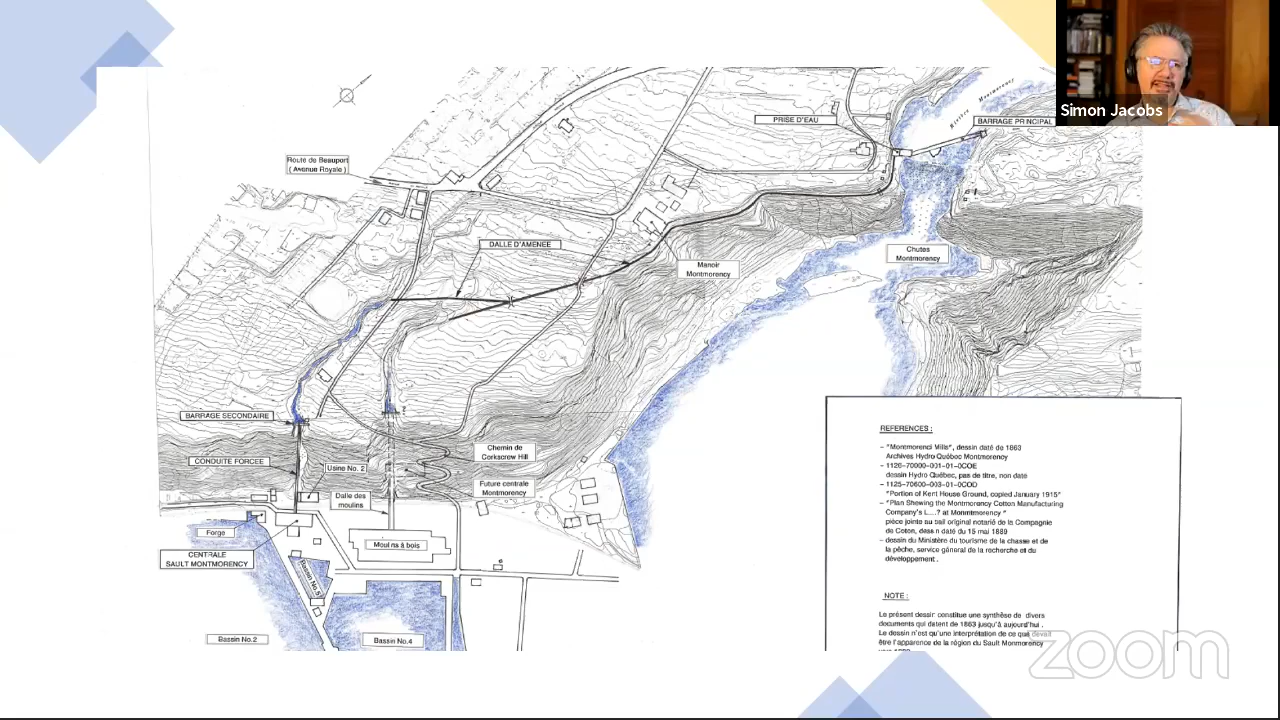 Simon Jacobs
PRISE D'EAU
Rivière Montmorency
BARRAGE PRINCIPAL
Route de Beauport
( Avenue Royale )
DALLE D'AMENEE
Chutes
Montmorency
Manoir
Montmorency
BARRAGE SECONDAIRE
CONDUITE FORCEE
Usine No. 2
Chemin de
Corkscrew Hill
Future centrale
Montmorency
Dalle des
moulins
Forge
Moulins à bois
CENTRALE
SAULT MONTMORENCY
Bassin No.2
Bassin No.4
REFERENCES :
– "Montmorenci Mills", dessin daté de 1863
Archives Hydro Québec Montmorency
– 1126-70000-001-01-0COE
dessin Hydro Québec, pas de titre, non daté
– 1125-70600-003-01-0COD
"Portion of Kent House Ground, copied January 1915"
– "Plan Shewing the Montmorency Cotton Manufacturing
Company's L....? at Monmtmorency "
pièce jointe au bail original notarié de la Compagnie
de Coton, dessin daté du 15 mai 1889
– dessin du Ministère du tourisme de la chasse et de
la pêche, service général de la recherche et du
développement .
NOTE :
Le présent dessin constitue une synthèse de divers
documents qui datent de 1863 jusqu'à aujourd'hui .
Le dessin n'est qu'une interprétation de ce que devait
être l'apparence de la région du Sault Montmorency
zoom